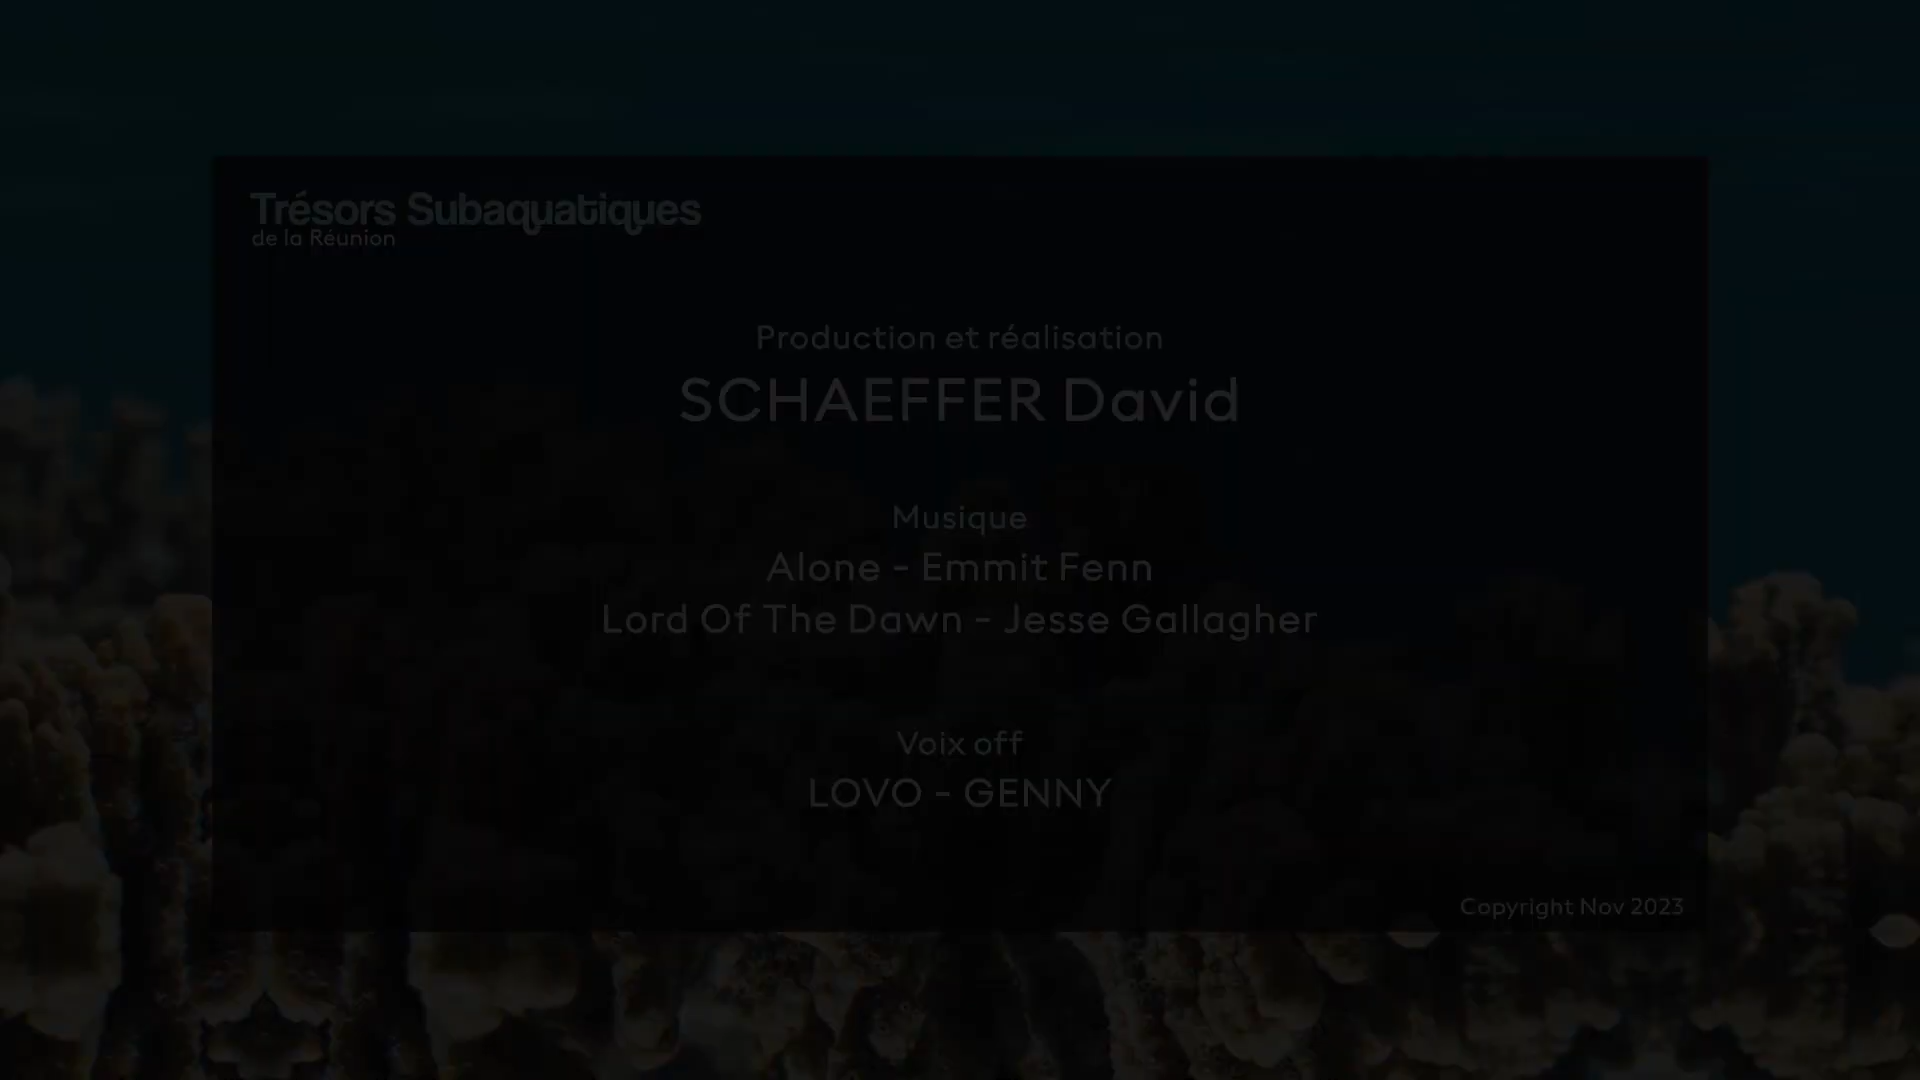 Trésors Subaquatiques
de la Réunion
Production et réalisation
SCHAEFFER David
Musique
Alone - Emmit Fenn
Lord Of The Dawn - Jesse Gallagher
Voix off
LOVO - GENNY
Copyright Nov 2023